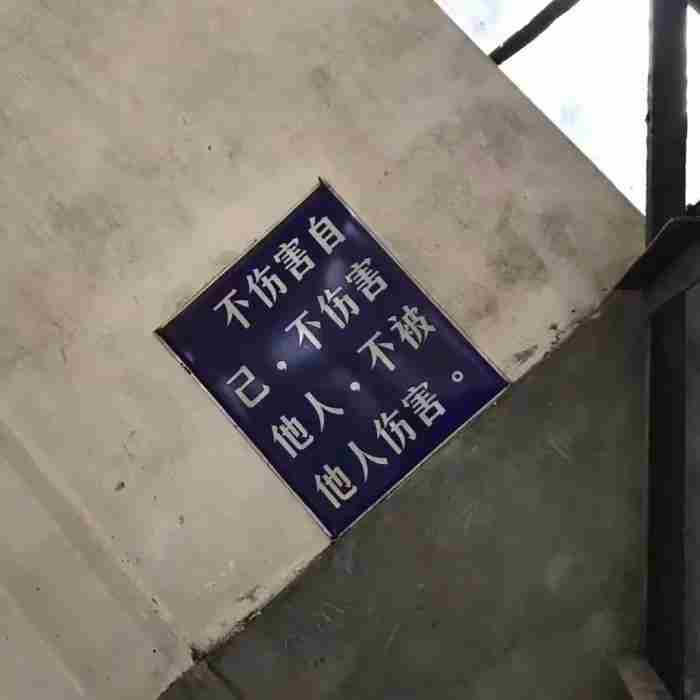 不伤害自
己，不伤害
他人，不被
他人伤害。